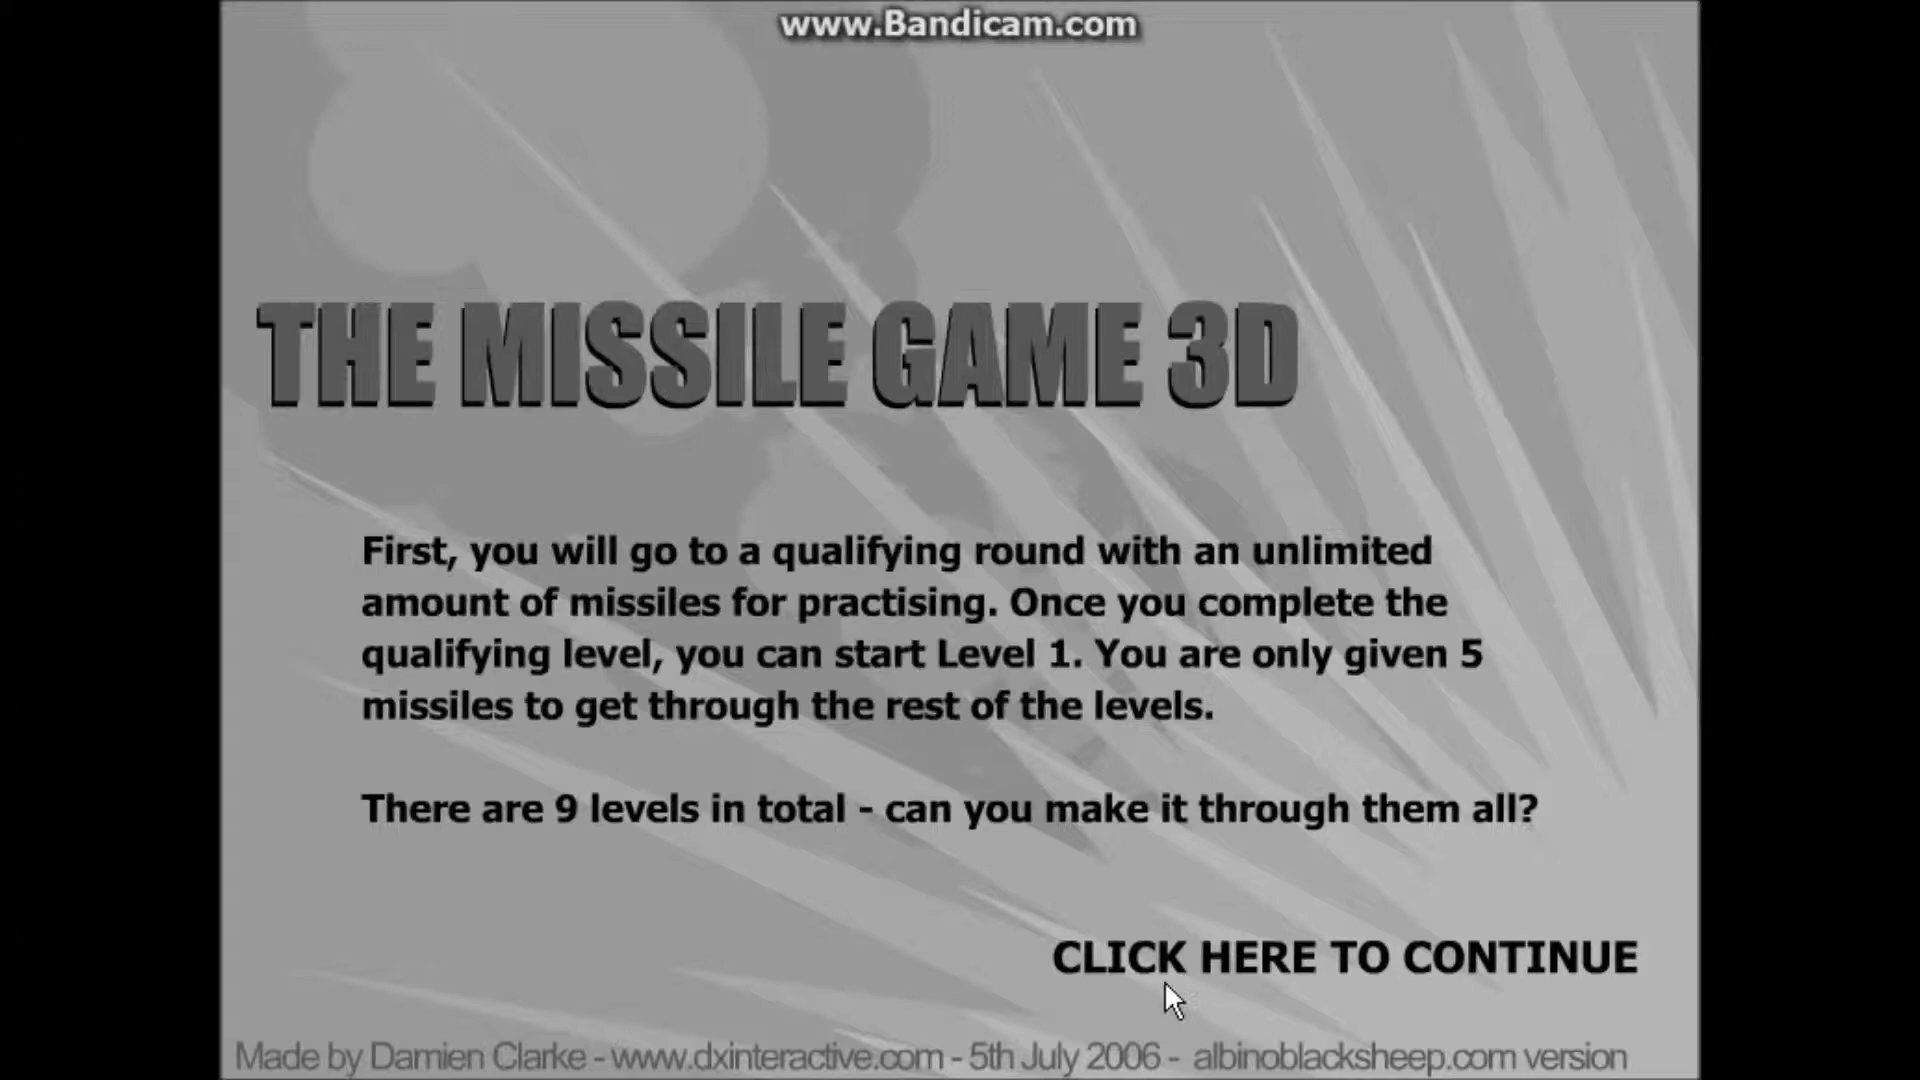 www.Bandicam.com
THE MISSILE GAME 3D
First, you will go to a qualifying round with an unlimited
amount of missiles for practising. Once you complete the
qualifying level, you can start Level 1. You are only given 5
missiles to get through the rest of the levels.
There are 9 levels in total - can you make it through them all?
CLICK HERE TO CONTINUE
Made by Damien Clarke - www.dxinteractive.com - 5th July 2006 - albinoblacksheep.com version